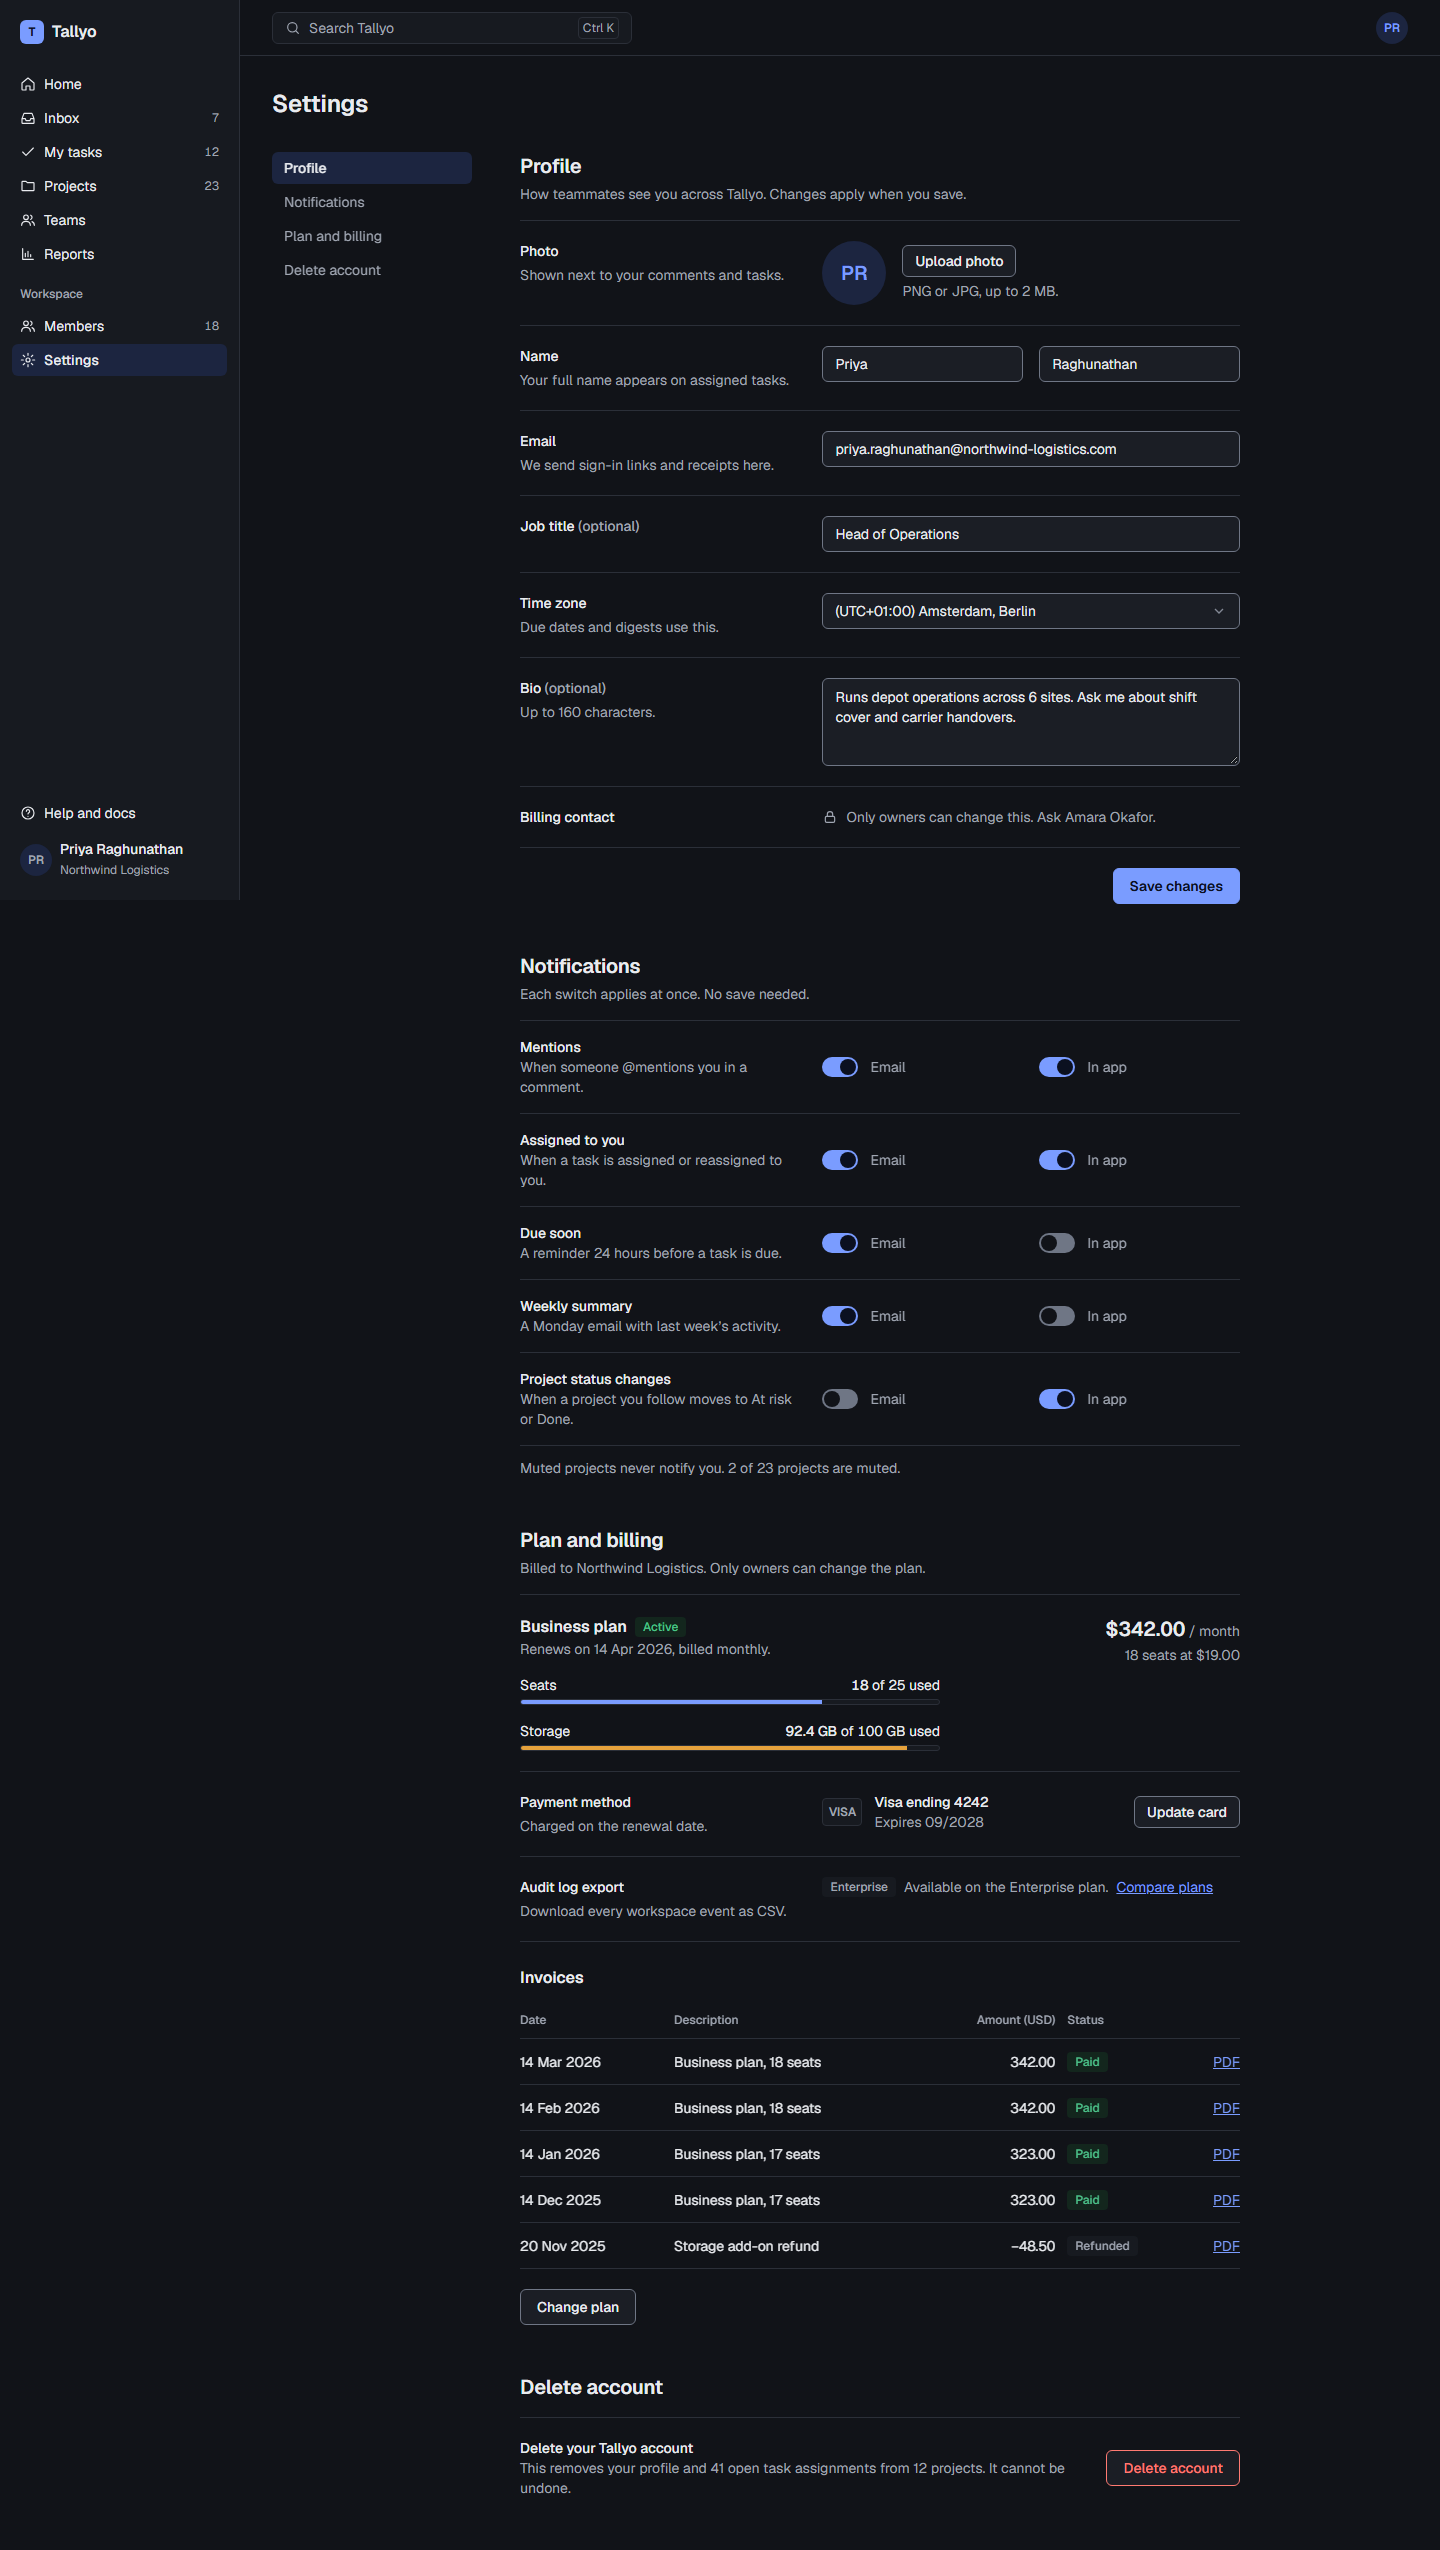 T Tallyo
Search Tallyo
Ctrl K
PR
Home
Inbox 7
My tasks 12
Projects 23
Teams
Reports
Workspace
Members 18
Settings
Help and docs
PR
Priya Raghunathan
Northwind Logistics
Settings
Profile
Notifications
Plan and billing
Delete account
Profile
How teammates see you across Tallyo. Changes apply when you save.
Photo
Shown next to your comments and tasks.
PR
Upload photo
PNG or JPG, up to 2 MB.
Name
Your full name appears on assigned tasks.
Priya
Raghunathan
Email
We send sign-in links and receipts here.
priya.raghunathan@northwind-logistics.com
Job title (optional)
Head of Operations
Time zone
Due dates and digests use this.
(UTC+01:00) Amsterdam, Berlin
Bio (optional)
Up to 160 characters.
Runs depot operations across 6 sites. Ask me about shift
cover and carrier handovers.
Billing contact
Only owners can change this. Ask Amara Okafor.
Save changes
Notifications
Each switch applies at once. No save needed.
Mentions
When someone @mentions you in a
comment.
Email
In app
Assigned to you
When a task is assigned or reassigned to
you.
Email
In app
Due soon
A reminder 24 hours before a task is due.
Email
In app
Weekly summary
A Monday email with last week's activity.
Email
In app
Project status changes
When a project you follow moves to At risk
or Done.
Email
In app
Muted projects never notify you. 2 of 23 projects are muted.
Plan and billing
Billed to Northwind Logistics. Only owners can change the plan.
Business plan Active
Renews on 14 Apr 2026, billed monthly.
$342.00 / month
18 seats at $19.00
Seats 18 of 25 used
Storage 92.4 GB of 100 GB used
Payment method
Charged on the renewal date.
VISA
Visa ending 4242
Expires 09/2028
Update card
Audit log export
Download every workspace event as CSV.
Enterprise Available on the Enterprise plan. Compare plans
Invoices
Date Description Amount (USD) Status
14 Mar 2026 Business plan, 18 seats 342.00 Paid PDF
14 Feb 2026 Business plan, 18 seats 342.00 Paid PDF
14 Jan 2026 Business plan, 17 seats 323.00 Paid PDF
14 Dec 2025 Business plan, 17 seats 323.00 Paid PDF
20 Nov 2025 Storage add-on refund −48.50 Refunded PDF
Change plan
Delete account
Delete your Tallyo account
This removes your profile and 41 open task assignments from 12 projects. It cannot be
undone.
Delete account